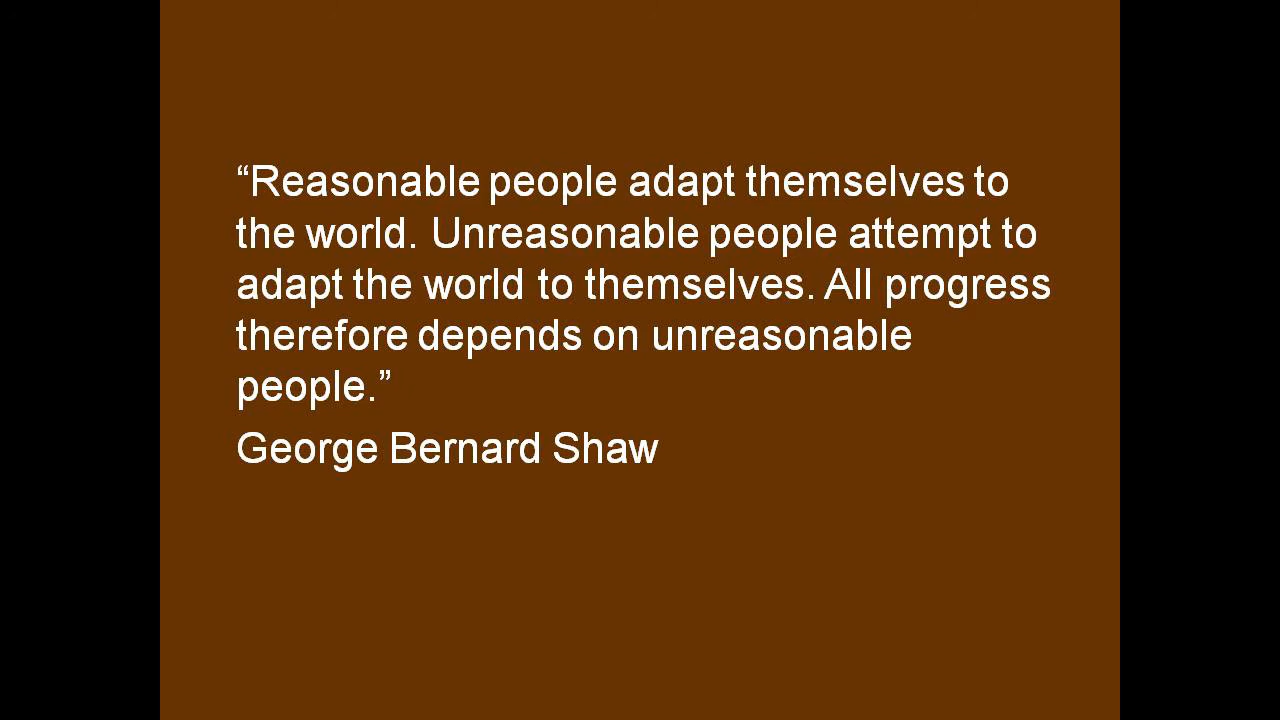 “Reasonable people adapt themselves to
the world. Unreasonable people attempt to
adapt the world to themselves. All progress
therefore depends on unreasonable
people.”
George Bernard Shaw